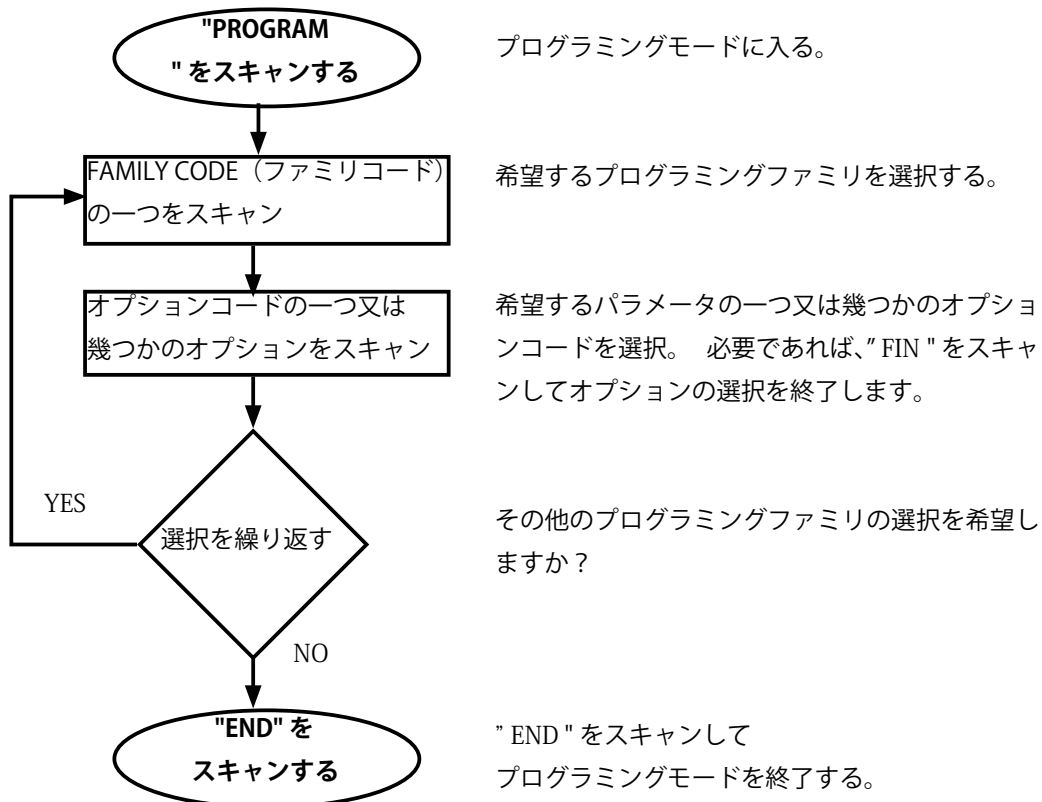 "PROGRAM
" をスキャンする
プログラミングモードに入る。
FAMILY CODE（ファミリコード）
の一つをスキャン
希望するプログラミングファミリを選択する。
オプションコードの一つ又は
幾つかのオプションをスキャン
希望するパラメータの一つ又は幾つかのオプショ
ンコードを選択。 必要であれば、" FIN " をスキャ
ンしてオプションの選択を終了します。
YES
選択を繰り返す
その他のプログラミングファミリの選択を希望し
ますか？
NO
"END" を
スキャンする
” END " をスキャンして
プログラミングモードを終了する。